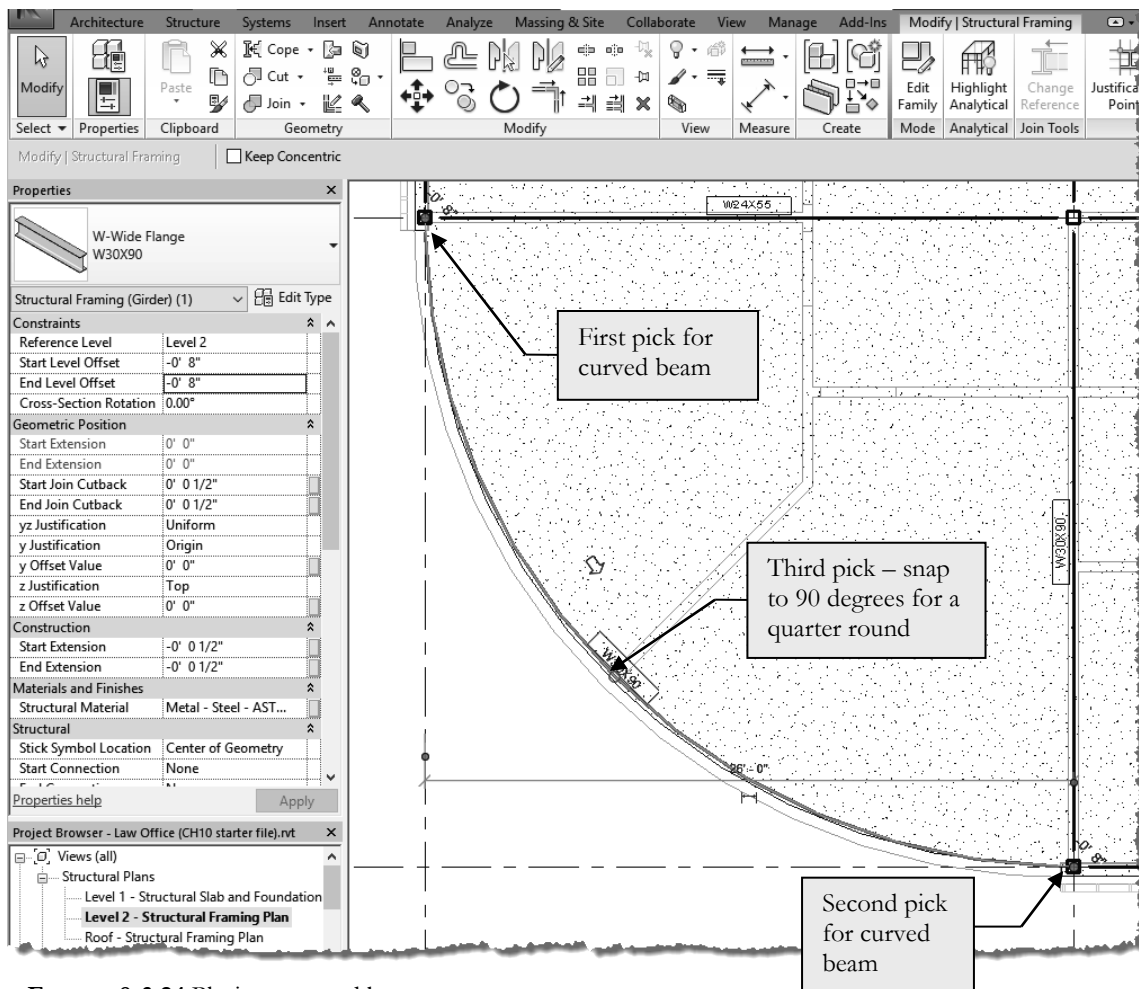 Architecture Structure Systems Insert Annotate Analyze Massing & Site Collaborate View Manage Add-Ins Modify | Structural Framing
Modify
Paste
Cope
Cut
Join
Edit Family
Highlight Analytical
Change Reference
Select Properties Clipboard Geometry Modify View Measure Create Mode Analytical Join Tools
Modify | Structural Framing Keep Concentric
Properties
W-Wide Flange
W30X90
Structural Framing (Girder) (1) Edit Type
Constraints
Reference Level Level 2
Start Level Offset -0' 8"
End Level Offset -0' 8"
Cross-Section Rotation 0.00°
Geometric Position
Start Extension 0' 0"
End Extension 0' 0"
Start Join Cutback 0' 0 1/2"
End Join Cutback 0' 0 1/2"
yz Justification Uniform
y Justification Origin
y Offset Value 0' 0"
z Justification Top
z Offset Value 0' 0"
Construction
Start Extension -0' 0 1/2"
End Extension -0' 0 1/2"
Materials and Finishes
Structural Material Metal - Steel - AST...
Structural
Stick Symbol Location Center of Geometry
Start Connection None
Properties help Apply
Project Browser - Law Office (CH10 starter file).rvt
Views (all)
Structural Plans
Level 1 - Structural Slab and Foundation
Level 2 - Structural Framing Plan
Roof - Structural Framing Plan
-0' 8"
W24X55
First pick for
curved beam
W30X90
Third pick – snap
to 90 degrees for a
quarter round
W30X90
26' - 0"
-0' 8"
Second pick
for curved
beam